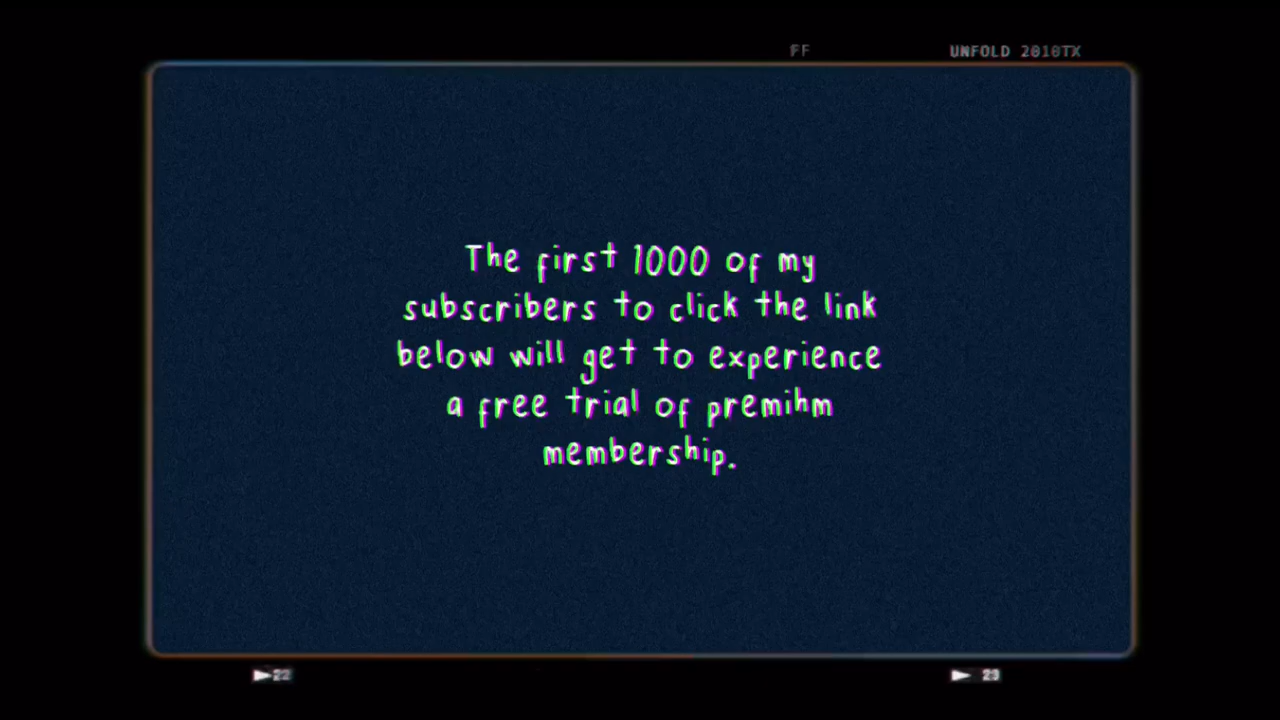 FF UNFOLD 2010TX
The first 1000 of my
subscribers to click the link
below will get to experience
a free trial of premihm
membership.
▶22 ▶ 23